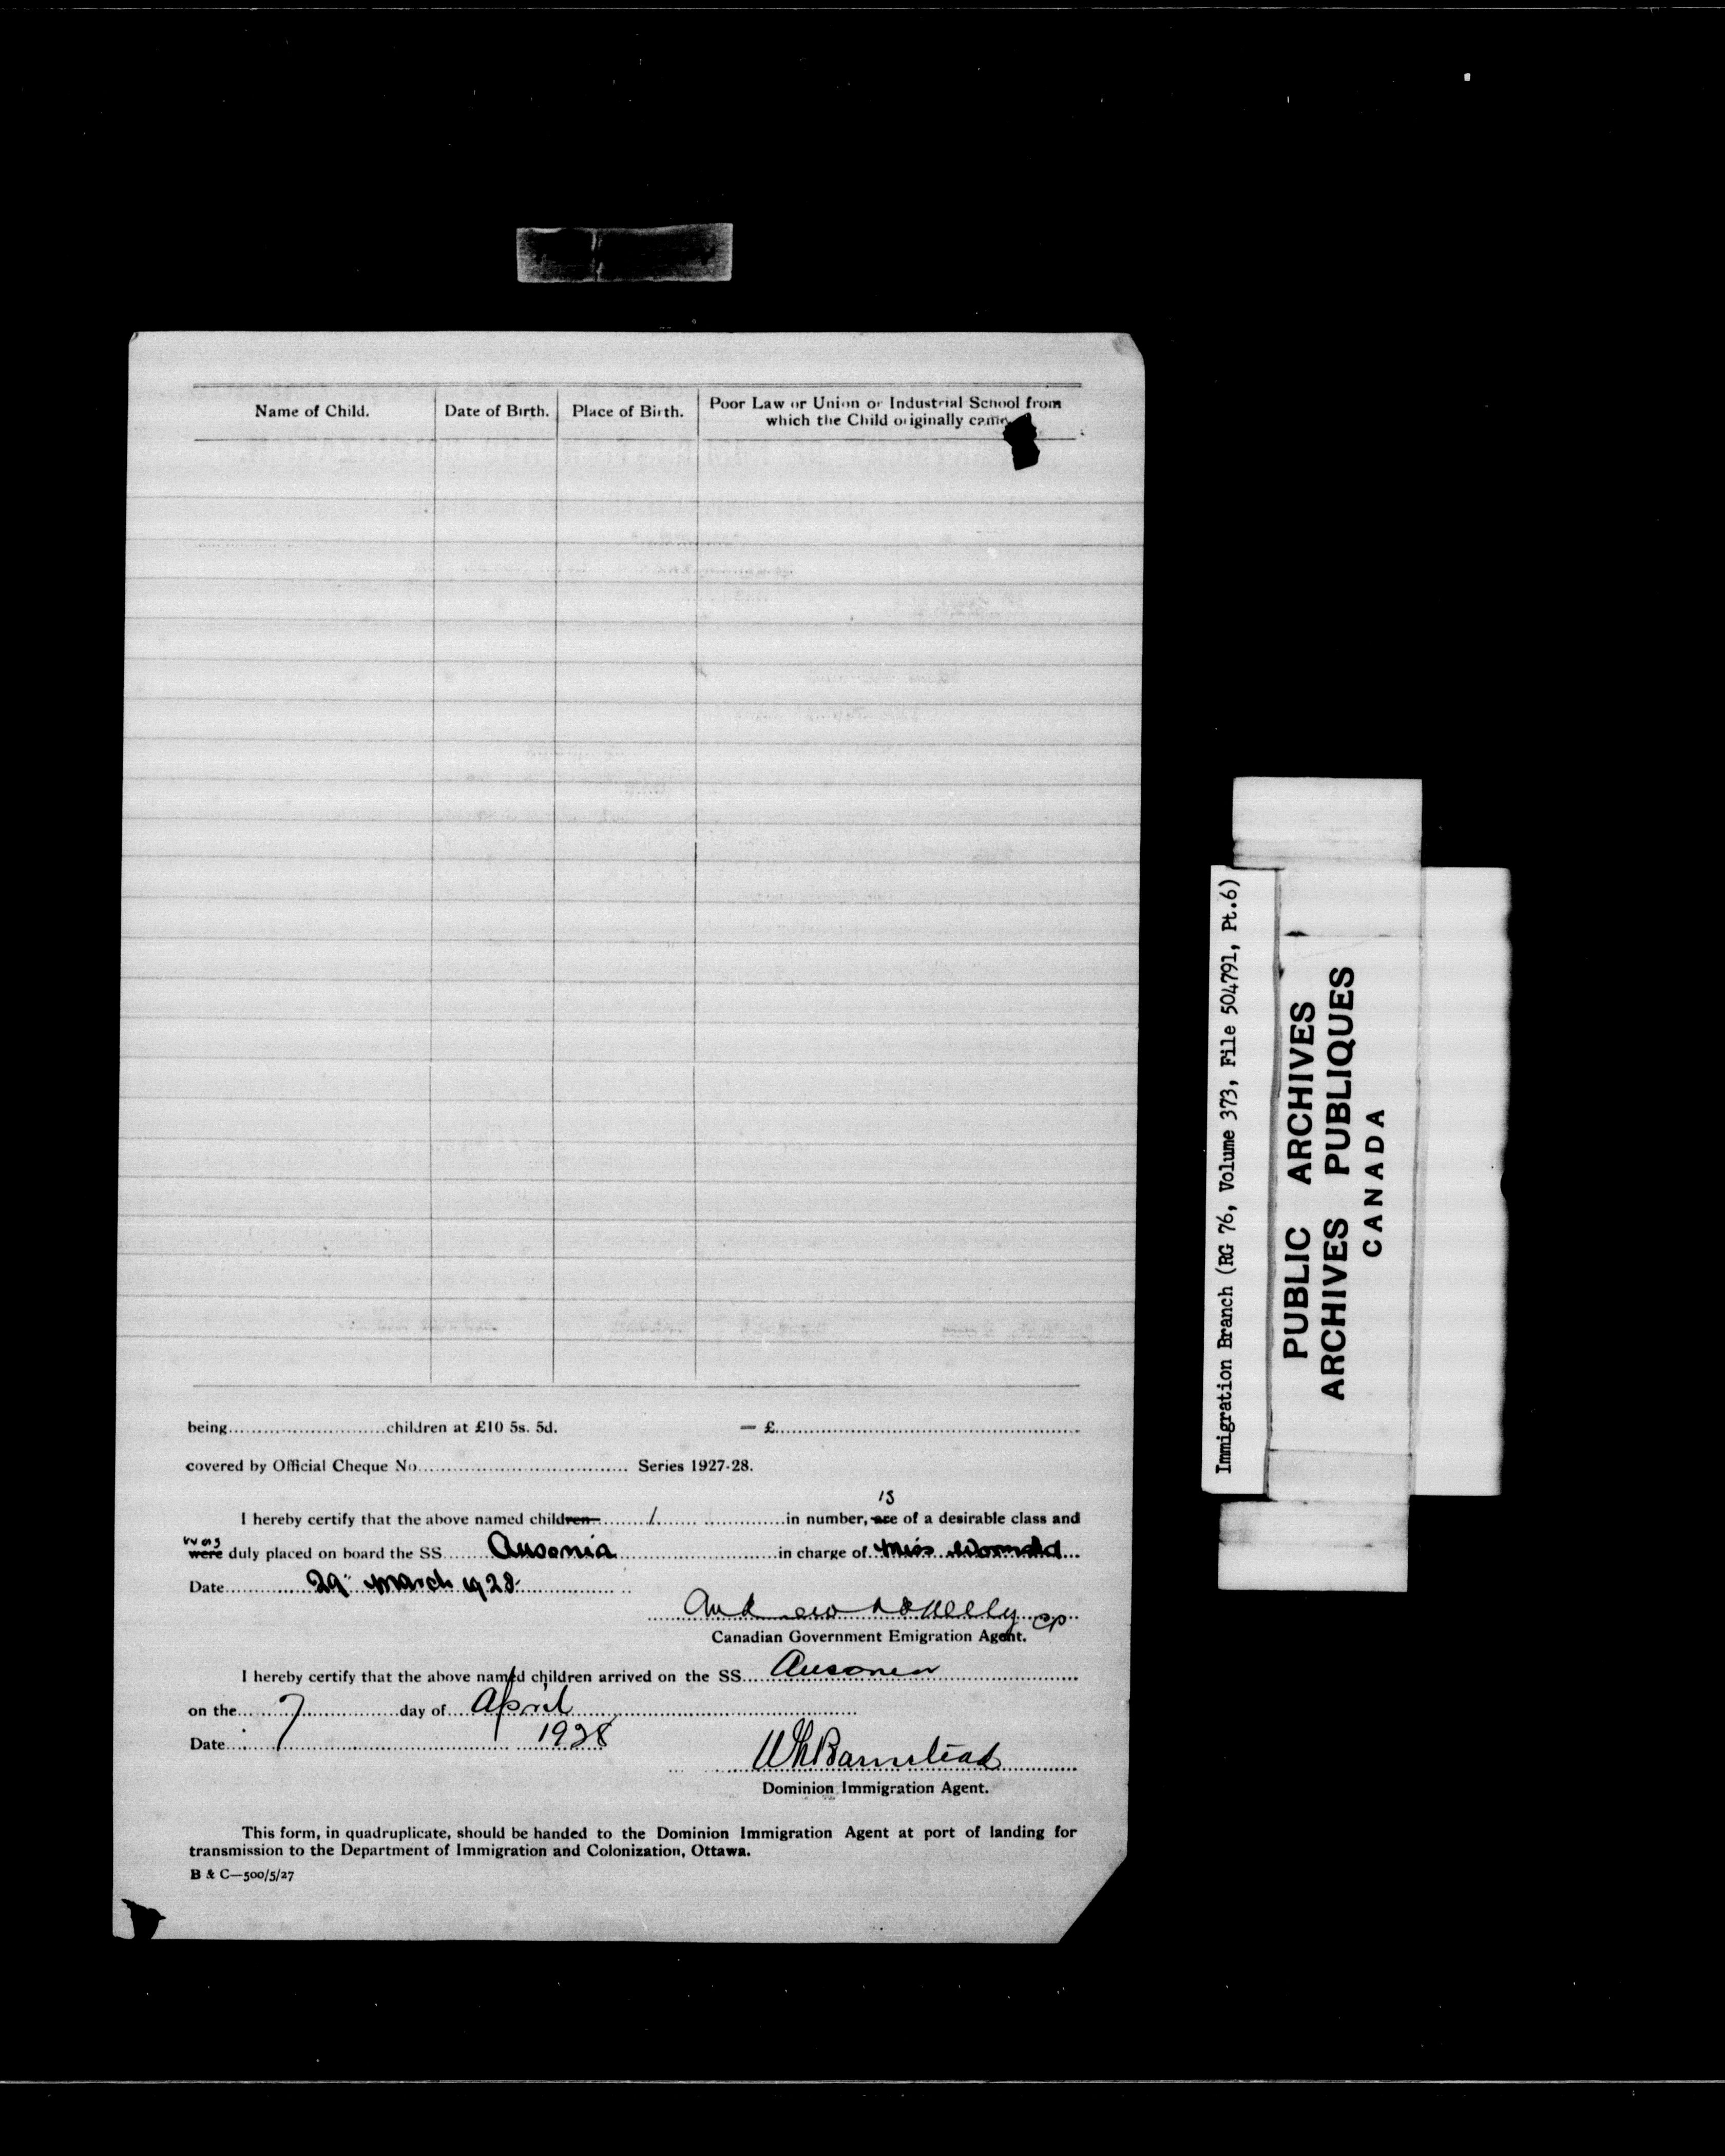 Name of Child.
Date of Birth.
Place of Birth.
Poor Law or Union or Industrial School from
which the Child originally came
being..........children at £10 5s. 5d. — £..........
covered by Official Cheque No.......... Series 1927-28.
is
I hereby certify that the above named children..........1..........in number, are of a desirable class and
was
were duly placed on board the SS..........Ausonia..........in charge of Miss
Date..........29" March 1928.
Andrew O'Kelly
Canadian Government Emigration Agent.
I hereby certify that the above named children arrived on the SS.....Ausonia..........
on the.....7..........day of.....April..........
Date.....1928
WLBarnstead
Dominion Immigration Agent.
This form, in quadruplicate, should be handed to the Dominion Immigration Agent at port of landing for
transmission to the Department of Immigration and Colonization, Ottawa.
B & C—500/5/27
Immigration Branch (RG 76, Volume 373, File 504791, Pt.6)
PUBLIC ARCHIVES
ARCHIVES PUBLIQUES
CANADA